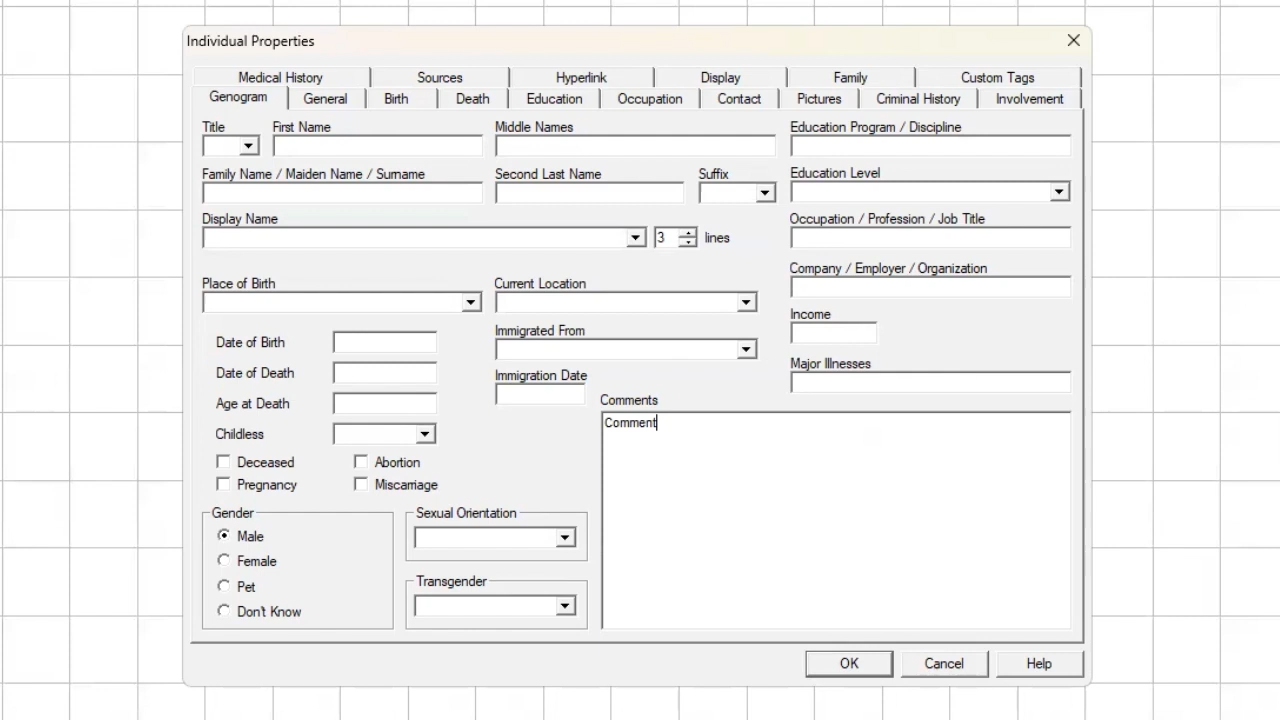 Individual Properties
Medical History Sources Hyperlink Display Family Custom Tags
Genogram General Birth Death Education Occupation Contact Pictures Criminal History Involvement
Title First Name Middle Names Education Program / Discipline
Family Name / Maiden Name / Surname Second Last Name Suffix Education Level
Display Name Occupation / Profession / Job Title
3 lines
Company / Employer / Organization
Place of Birth Current Location
Income
Immigrated From
Date of Birth
Major Illnesses
Date of Death Immigration Date
Comments
Age at Death
Comment
Childless
Deceased Abortion
Pregnancy Miscarriage
Gender Sexual Orientation
Male
Female
Transgender
Pet
Don't Know
OK Cancel Help